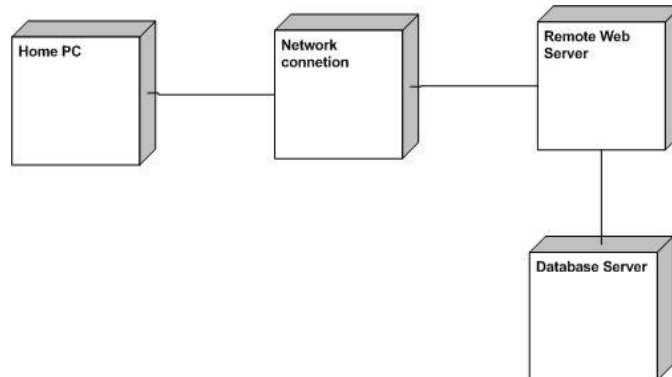 Home PC
Network
connetion
Remote Web
Server
Database Server